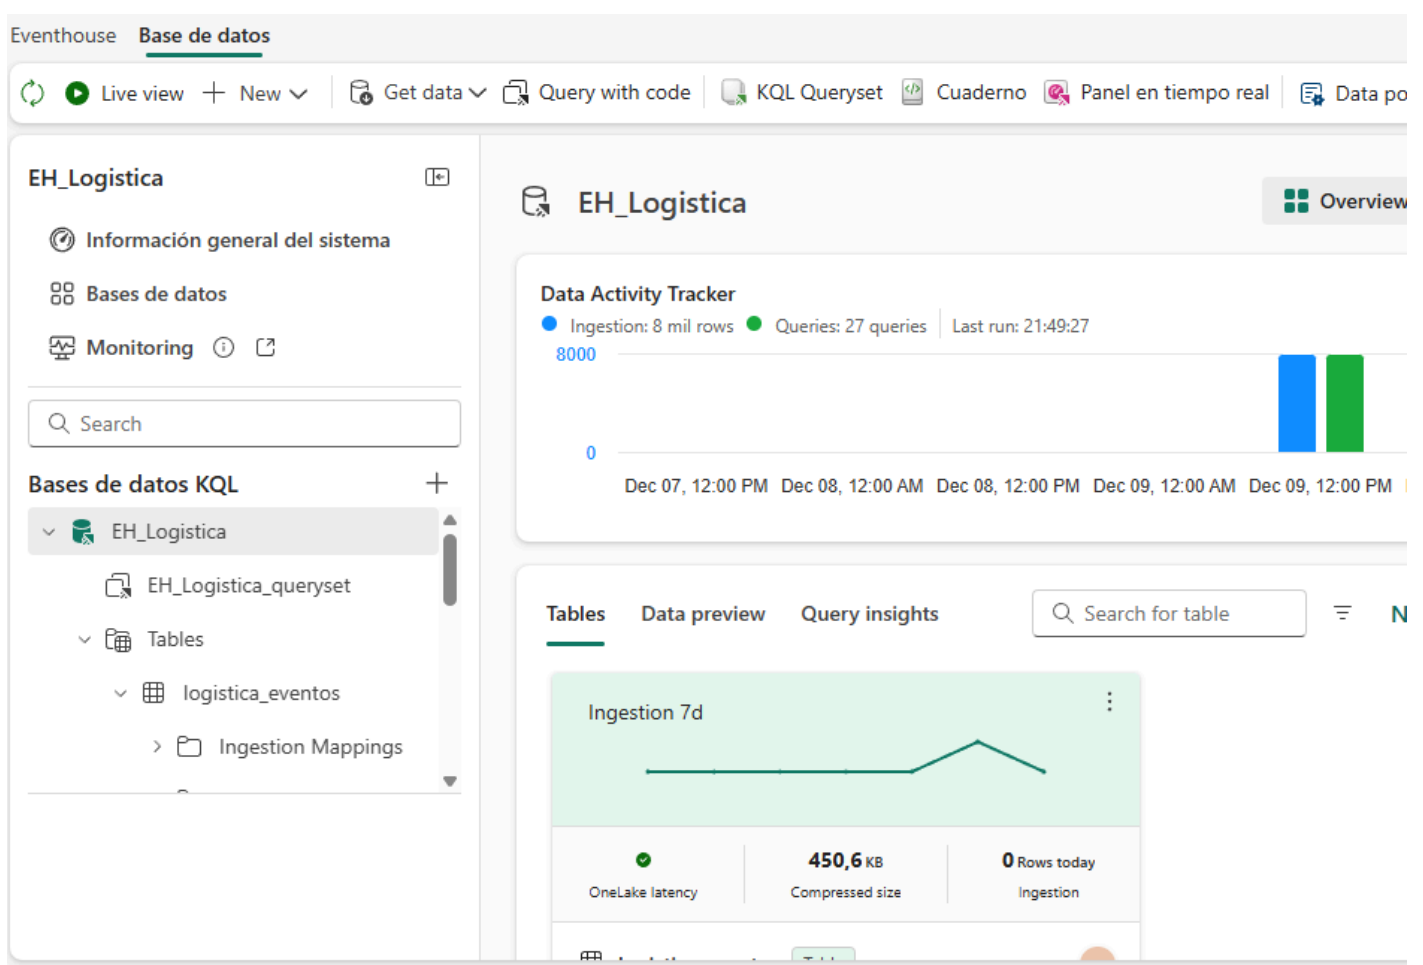 Eventhouse Base de datos
Live view New Get data Query with code KQL Queryset Cuaderno Panel en tiempo real Data po
EH_Logistica
Información general del sistema
Bases de datos
Monitoring
Search
Bases de datos KQL
EH_Logistica
EH_Logistica_queryset
Tables
logistica_eventos
Ingestion Mappings
EH_Logistica
Overview
Data Activity Tracker
Ingestion: 8 mil rows Queries: 27 queries Last run: 21:49:27
8000
0
Dec 07, 12:00 PM Dec 08, 12:00 AM Dec 08, 12:00 PM Dec 09, 12:00 AM Dec 09, 12:00 PM
Tables Data preview Query insights Search for table N
Ingestion 7d
450,6 KB 0 Rows today
OneLake latency Compressed size Ingestion